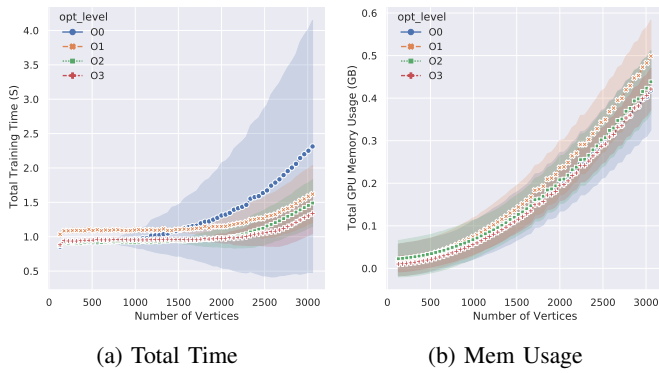 opt_level
O0
O1
O2
O3
4.0
3.5
3.0
2.5
2.0
1.5
1.0
0.5
Total Training Time (S)
0 500 1000 1500 2000 2500 3000
Number of Vertices
(a) Total Time
opt_level
O0
O1
O2
O3
0.6
0.5
0.4
0.3
0.2
0.1
0.0
Total GPU Memory Usage (GB)
0 500 1000 1500 2000 2500 3000
Number of Vertices
(b) Mem Usage